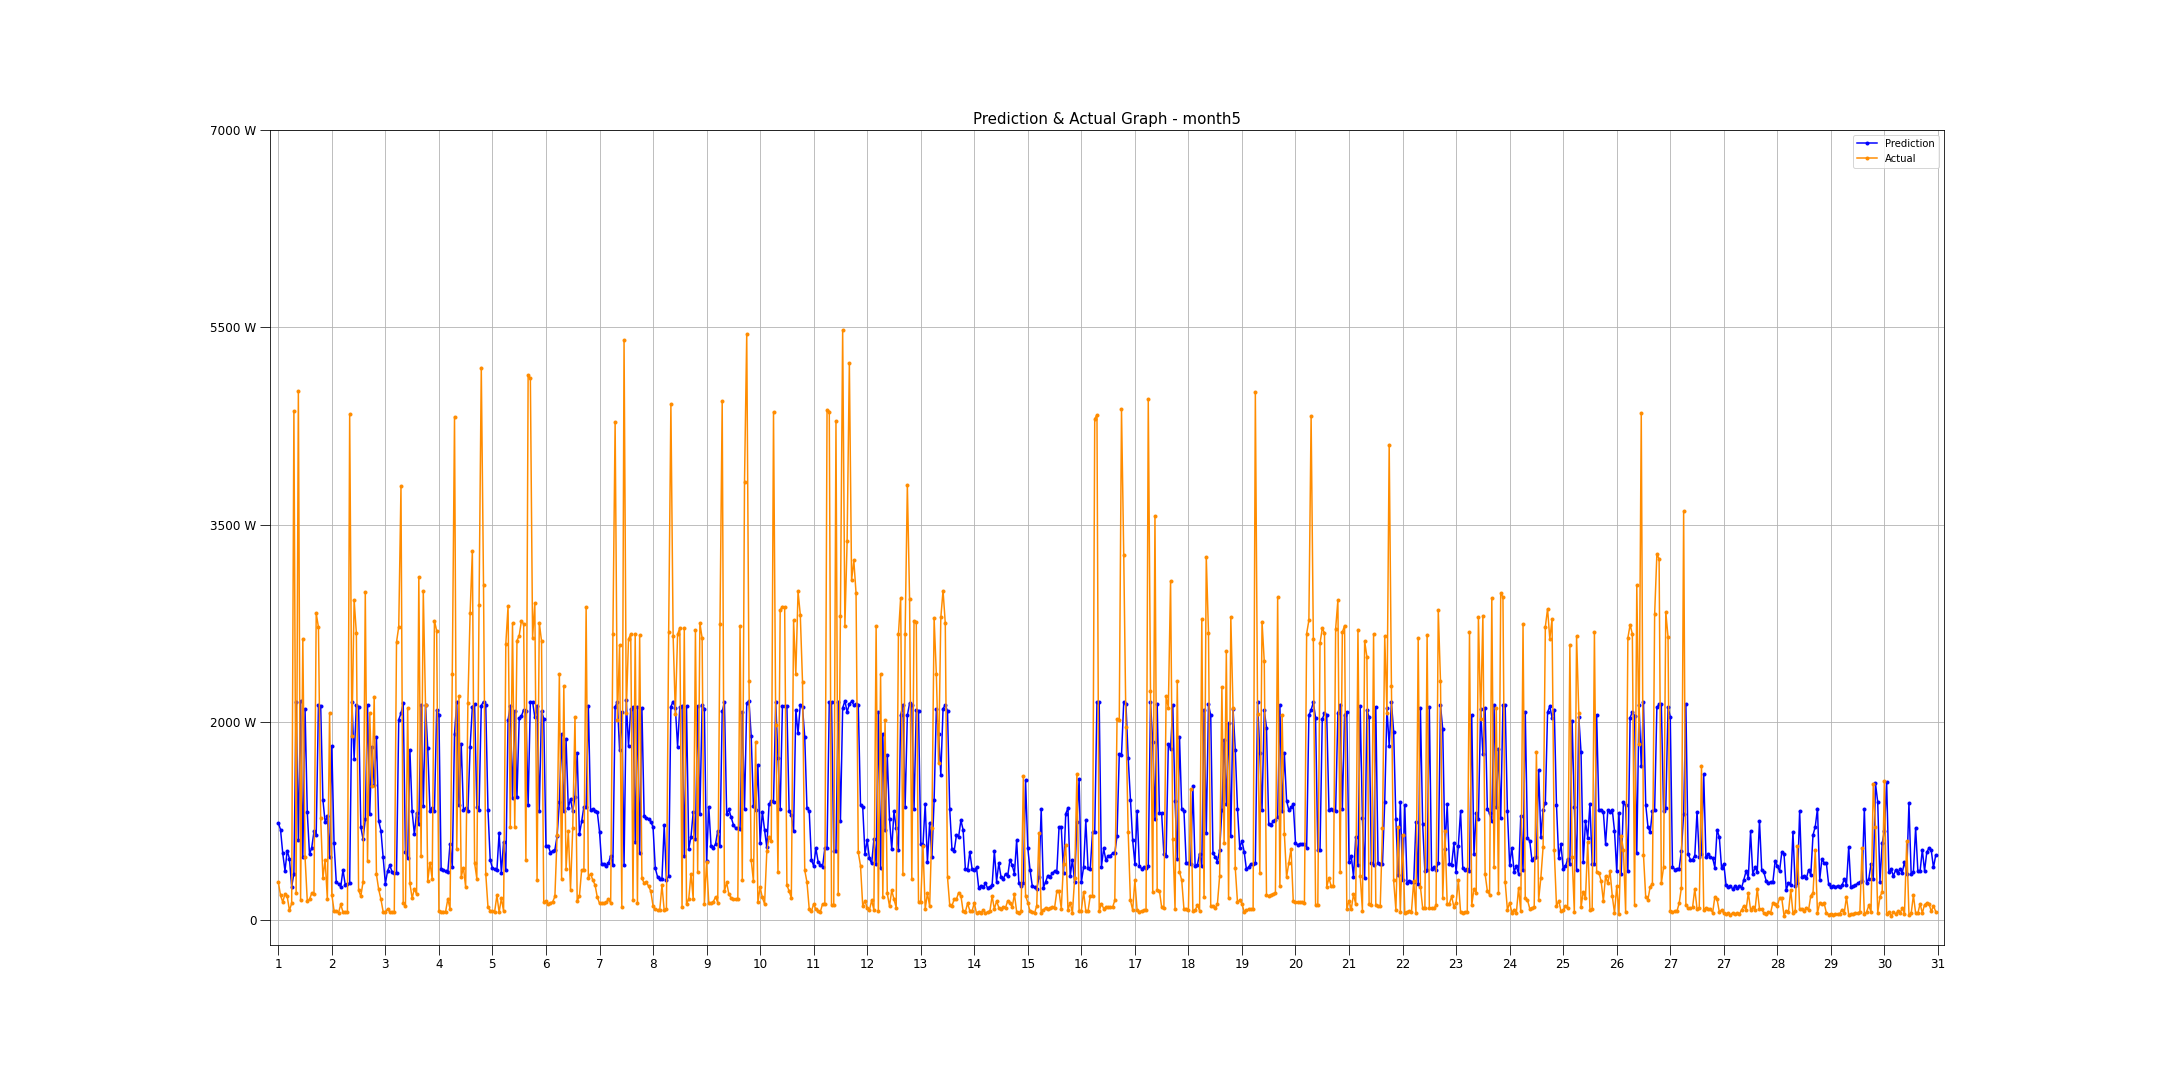 Prediction & Actual Graph - month5
7000 W
Prediction
Actual
5500 W
3500 W
2000 W
0
1 2 3 4 5 6 7 8 9 10 11 12 13 14 15 16 17 18 19 20 21 22 23 24 25 26 27 27 28 29 30 31